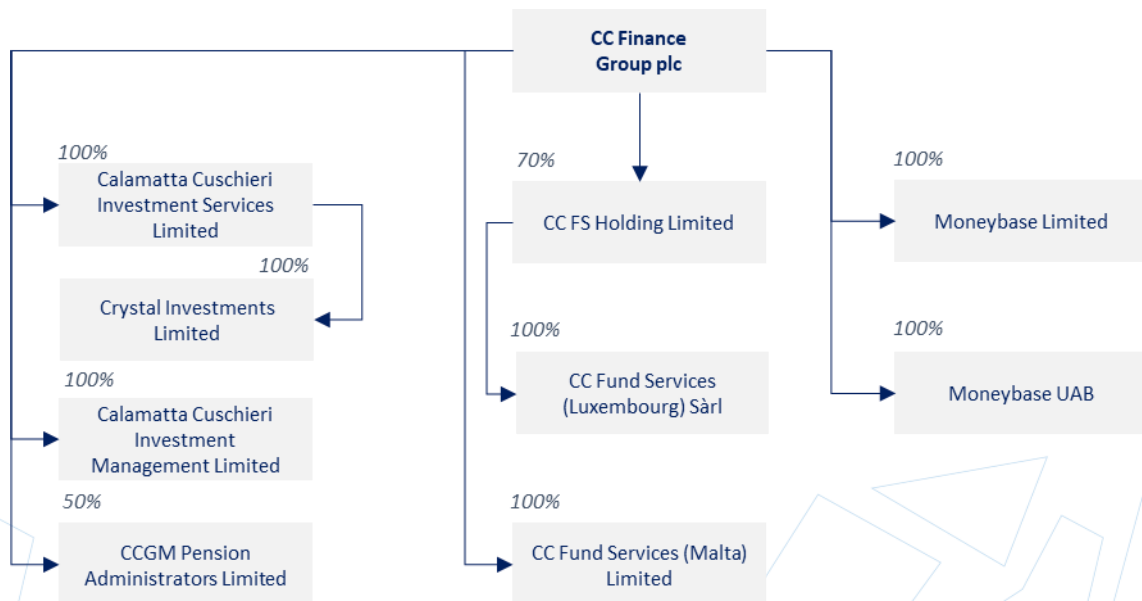 CC Finance
Group plc
100%
Calamatta Cuschieri
Investment Services
Limited
100%
Crystal Investments
Limited
100%
Calamatta Cuschieri
Investment
Management Limited
50%
CCGM Pension
Administrators Limited
70%
CC FS Holding Limited
100%
CC Fund Services
(Luxembourg) Sàrl
100%
CC Fund Services (Malta)
Limited
100%
Moneybase Limited
100%
Moneybase UAB